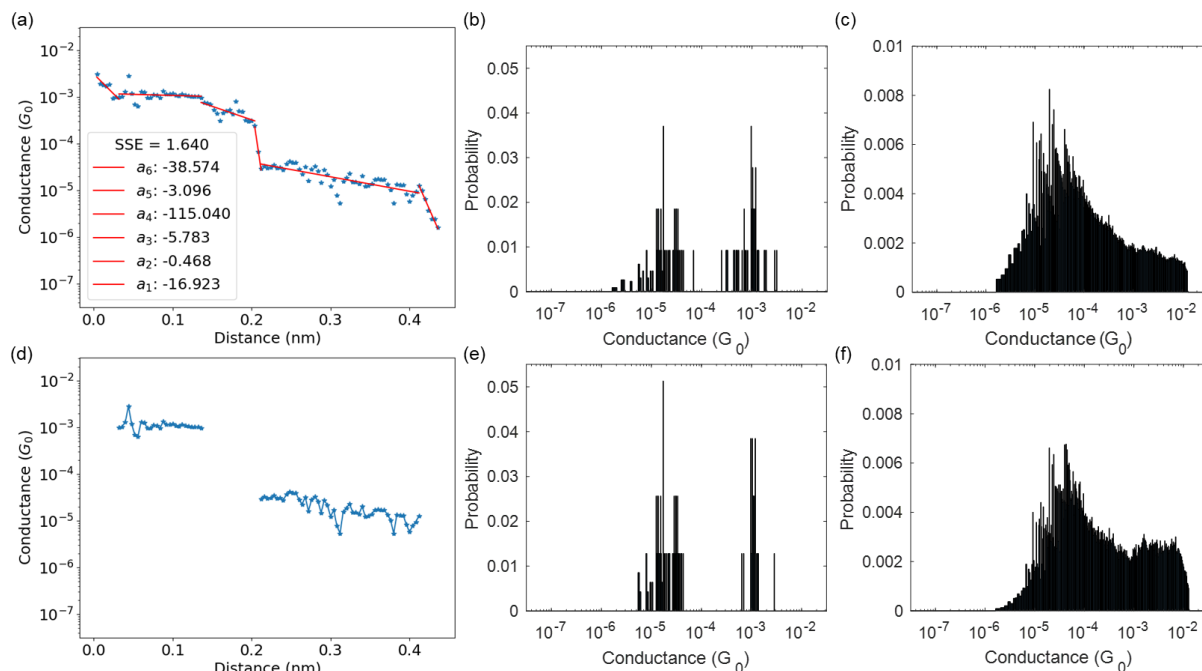 (a)
10⁻²
10⁻³
10⁻⁴
10⁻⁵
10⁻⁶
10⁻⁷
Conductance (G₀)
SSE = 1.640
a₆: -38.574
a₅: -3.096
a₄: -115.040
a₃: -5.783
a₂: -0.468
a₁: -16.923
0.0 0.1 0.2 0.3 0.4
Distance (nm)
(b)
0.05
0.04
0.03
0.02
0.01
0
Probability
10⁻⁷ 10⁻⁶ 10⁻⁵ 10⁻⁴ 10⁻³ 10⁻²
Conductance (G₀)
(c)
0.01
0.008
0.006
0.004
0.002
0
Probability
10⁻⁷ 10⁻⁶ 10⁻⁵ 10⁻⁴ 10⁻³ 10⁻²
Conductance (G₀)
(d)
10⁻²
10⁻³
10⁻⁴
10⁻⁵
10⁻⁶
10⁻⁷
Conductance (G₀)
0.0 0.1 0.2 0.3 0.4
Distance (nm)
(e)
0.05
0.04
0.03
0.02
0.01
0
Probability
10⁻⁷ 10⁻⁶ 10⁻⁵ 10⁻⁴ 10⁻³ 10⁻²
Conductance (G₀)
(f)
0.01
0.008
0.006
0.004
0.002
0
Probability
10⁻⁷ 10⁻⁶ 10⁻⁵ 10⁻⁴ 10⁻³ 10⁻²
Conductance (G₀)